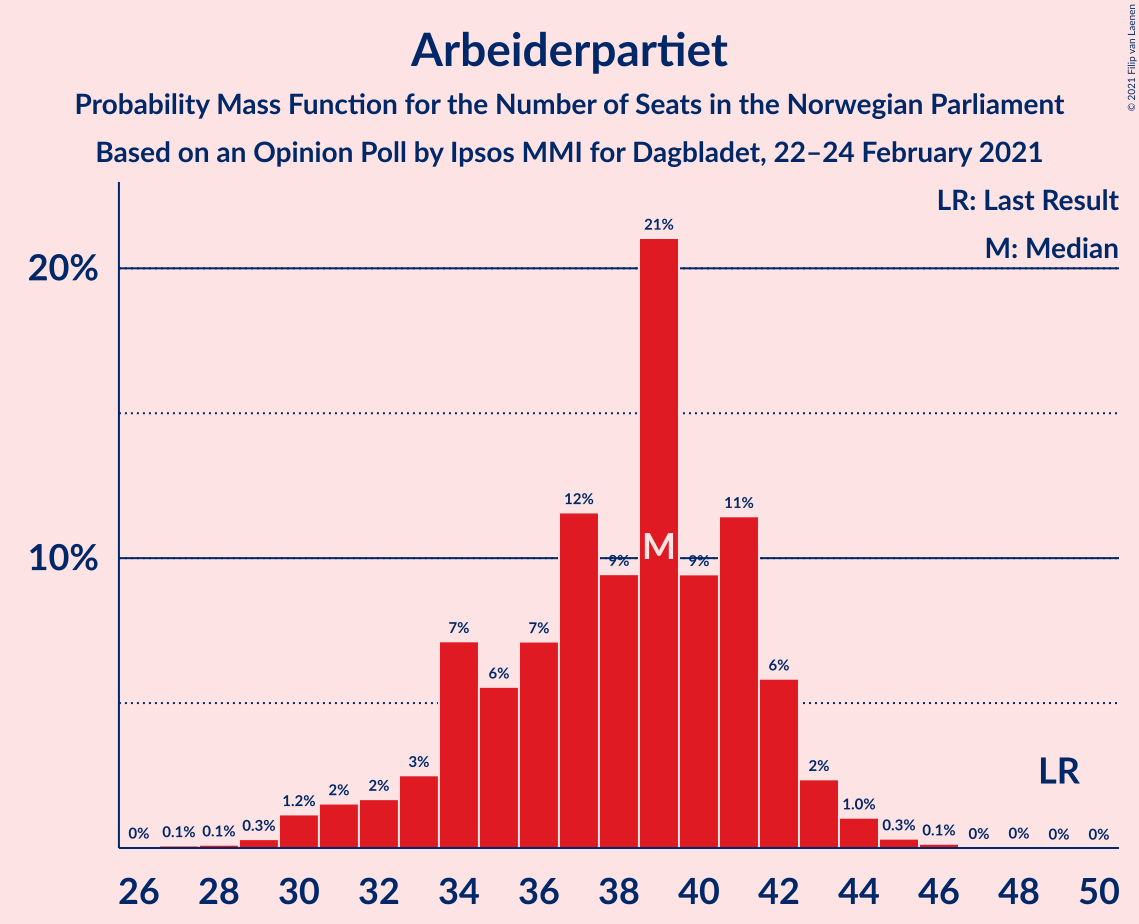 Arbeiderpartiet
Probability Mass Function for the Number of Seats in the Norwegian Parliament
Based on an Opinion Poll by Ipsos MMI for Dagbladet, 22–24 February 2021
© 2021 Filip van Laenen
LR: Last Result
M: Median
20%
10%
0% 0.1% 0.1% 0.3% 1.2% 2% 2% 3% 7% 6% 7% 12% 9% 21% 9% 11% 6% 2% 1.0% 0.3% 0.1% 0% 0% 0% 0%
M
LR
26 28 30 32 34 36 38 40 42 44 46 48 50